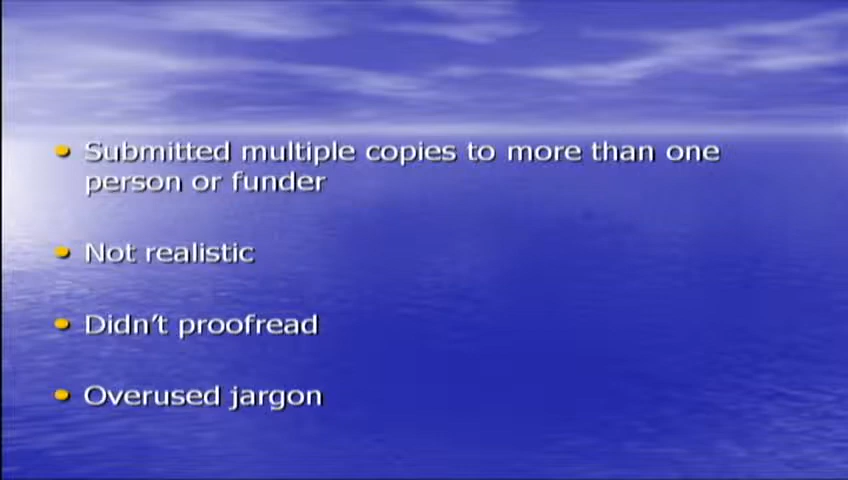 • Submitted multiple copies to more than one
person or funder
• Not realistic
• Didn't proofread
• Overused jargon